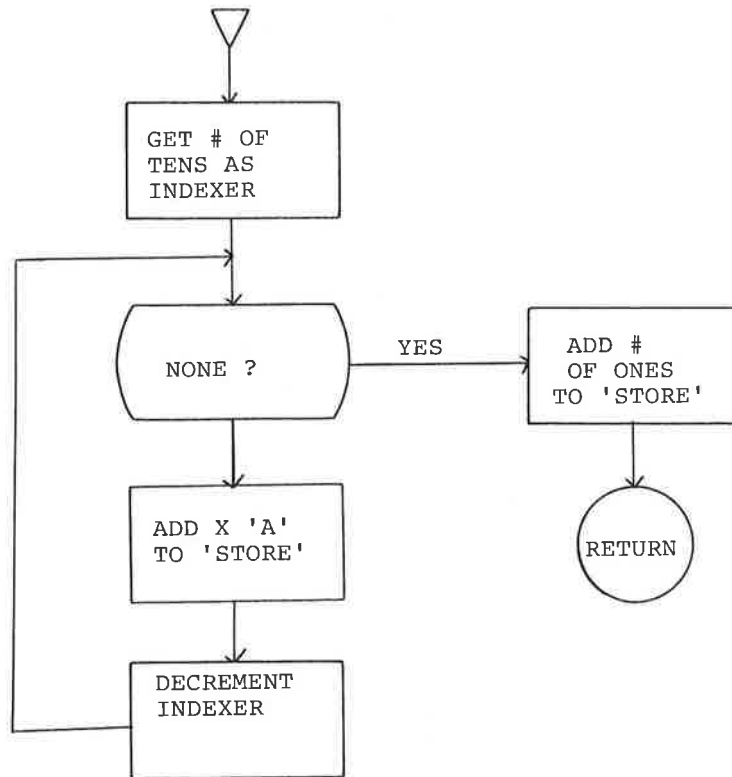 GET # OF
TENS AS
INDEXER
NONE ?
YES
ADD #
OF ONES
TO 'STORE'
ADD X 'A'
TO 'STORE'
RETURN
DECREMENT
INDEXER